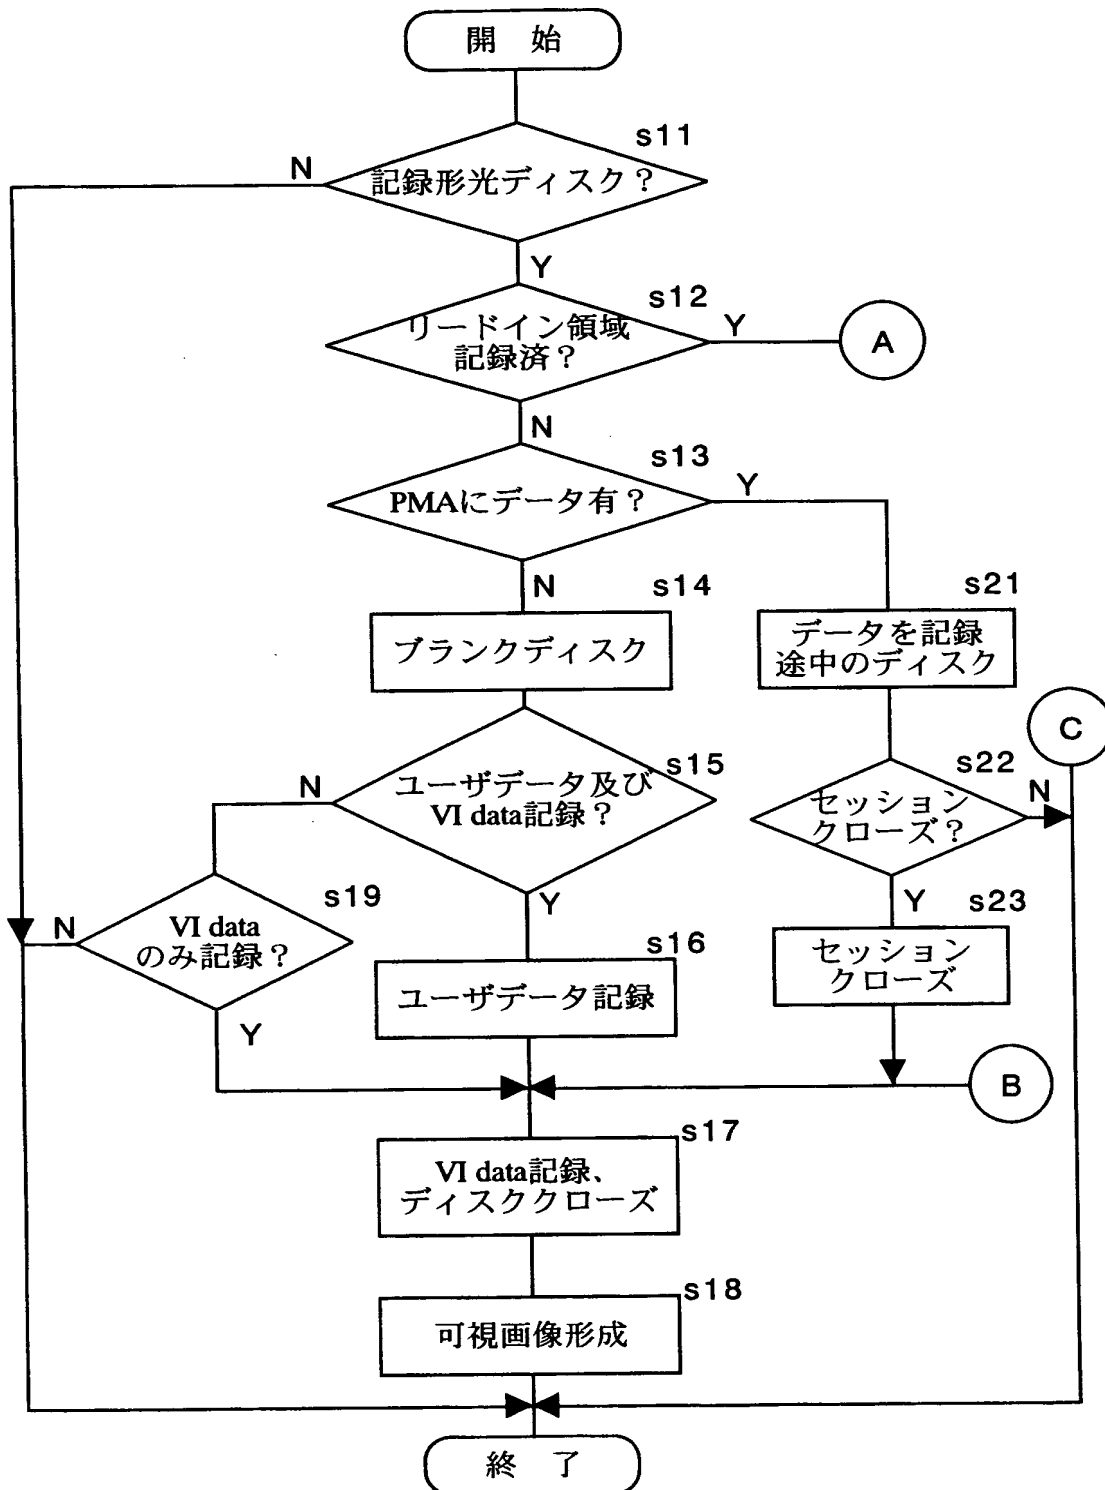 開 始
s11
N
記録形光ディスク？
Y
s12
リードイン領域
記録済？
Y
A
N
s13
PMAにデータ有？
Y
N
s14
ブランクディスク
s21
データを記録
途中のディスク
C
s15
ユーザデータ及び
VI data記録？
N
Y
s22
セッション
クローズ？
N
Y
s19
VI data
のみ記録？
N
Y
s16
ユーザデータ記録
s23
セッション
クローズ
B
s17
VI data記録、
ディスククローズ
s18
可視画像形成
終 了